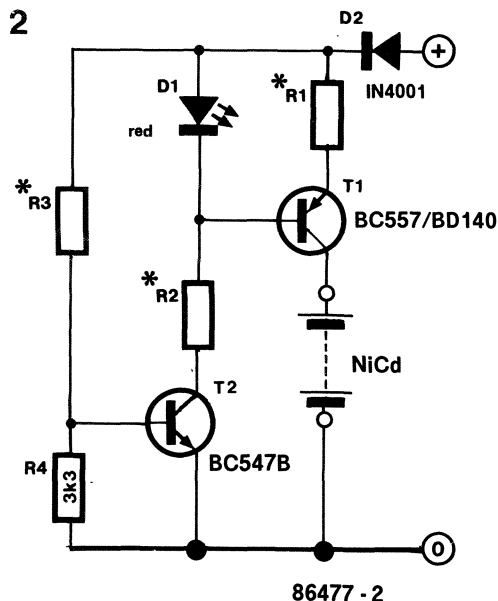 2
D2
+
D1
*R1
IN4001
red
T1
*R3
BC557/BD140
*R2
NiCd
T2
R4
3k3
BC547B
0
86477 - 2